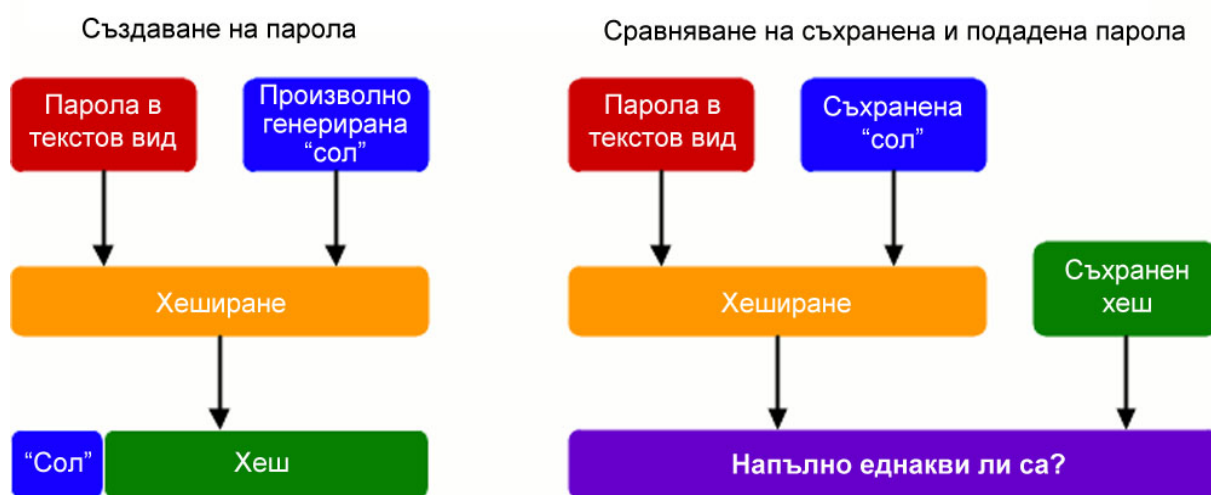 Създаване на парола
Парола в
текстов вид
Произволно
генерирана
“сол”
Хеширане
“Сол”
Хеш
Сравняване на съхранена и подадена парола
Парола в
текстов вид
Съхранена
“сол”
Хеширане
Съхранен
хеш
Напълно еднакви ли са?